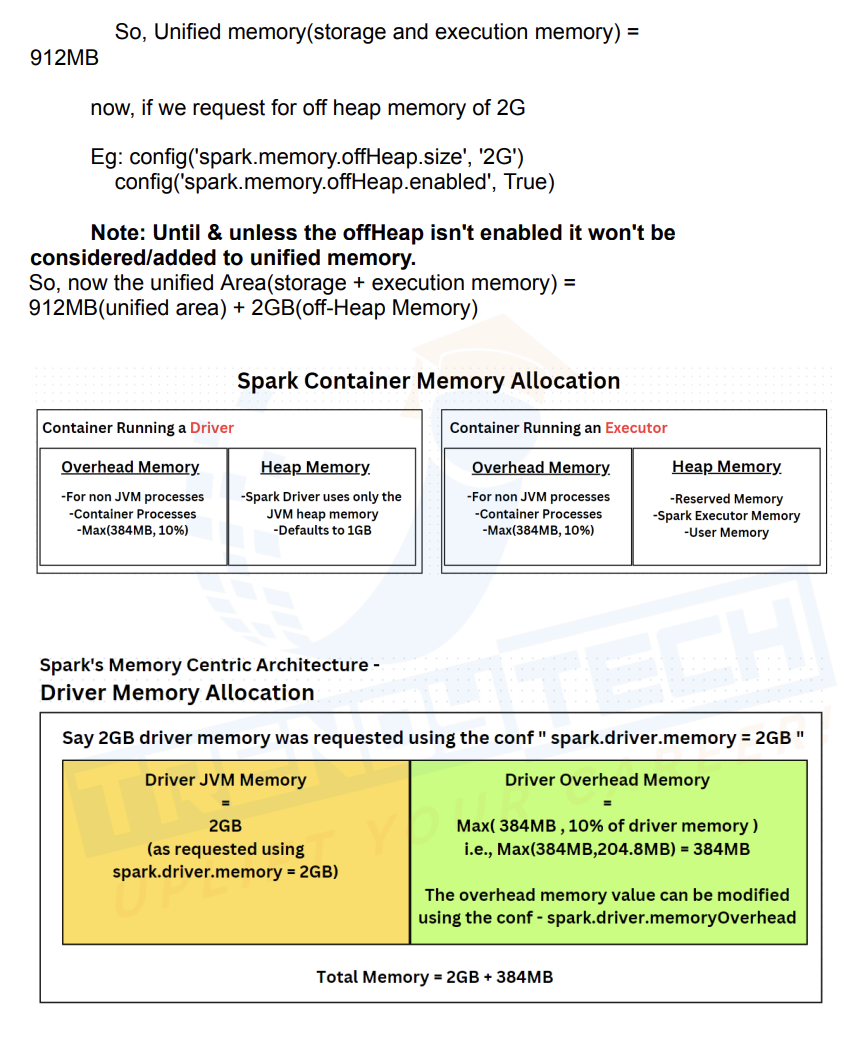 So, Unified memory(storage and execution memory) =
912MB
now, if we request for off heap memory of 2G
Eg: config('spark.memory.offHeap.size', '2G')
config('spark.memory.offHeap.enabled', True)
Note: Until & unless the offHeap isn't enabled it won't be
considered/added to unified memory.
So, now the unified Area(storage + execution memory) =
912MB(unified area) + 2GB(off-Heap Memory)
Spark Container Memory Allocation
Container Running a Driver
Overhead Memory
-For non JVM processes
-Container Processes
-Max(384MB, 10%)
Heap Memory
-Spark Driver uses only the
JVM heap memory
-Defaults to 1GB
Container Running an Executor
Overhead Memory
-For non JVM processes
-Container Processes
-Max(384MB, 10%)
Heap Memory
-Reserved Memory
-Spark Executor Memory
-User Memory
Spark's Memory Centric Architecture -
Driver Memory Allocation
Say 2GB driver memory was requested using the conf " spark.driver.memory = 2GB "
Driver JVM Memory
=
2GB
(as requested using
spark.driver.memory = 2GB)
Driver Overhead Memory
=
Max( 384MB , 10% of driver memory )
i.e., Max(384MB,204.8MB) = 384MB
The overhead memory value can be modified
using the conf - spark.driver.memoryOverhead
Total Memory = 2GB + 384MB
TRENDYTECH
UPLIFT YOUR CAREER!